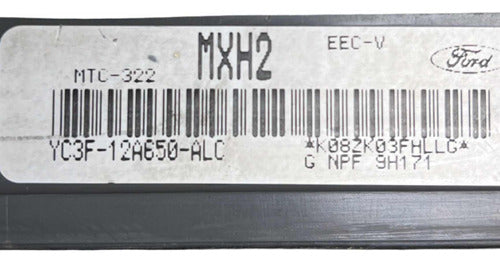 MXH2 EEC-V Ford
MTC-322
YC3F-12A650-ALC *K08ZK03FHLLG*
G NPF 9H171